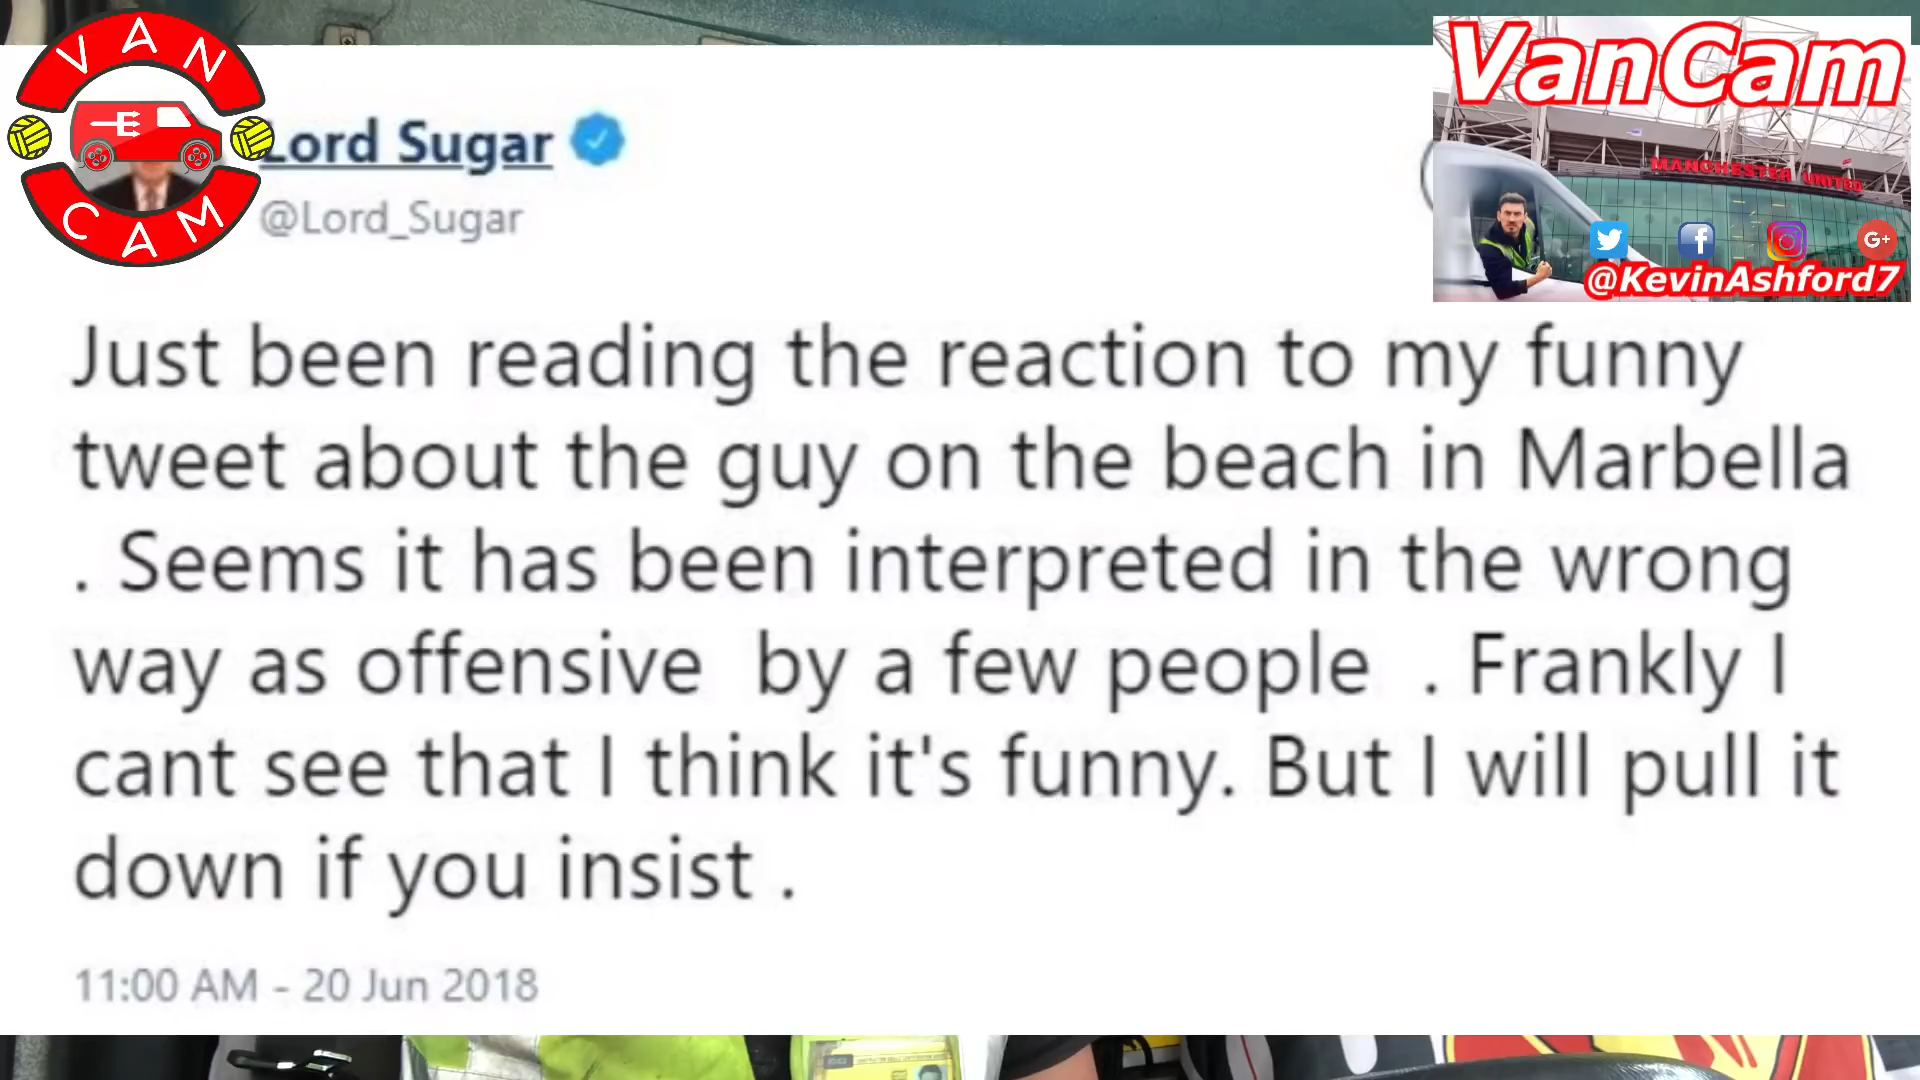 VAN
CAM
VanCam
MANCHESTER UNITED
@KevinAshford7
Lord Sugar
@Lord_Sugar
Just been reading the reaction to my funny
tweet about the guy on the beach in Marbella
. Seems it has been interpreted in the wrong
way as offensive by a few people . Frankly I
cant see that I think it's funny. But I will pull it
down if you insist .
11:00 AM - 20 Jun 2018